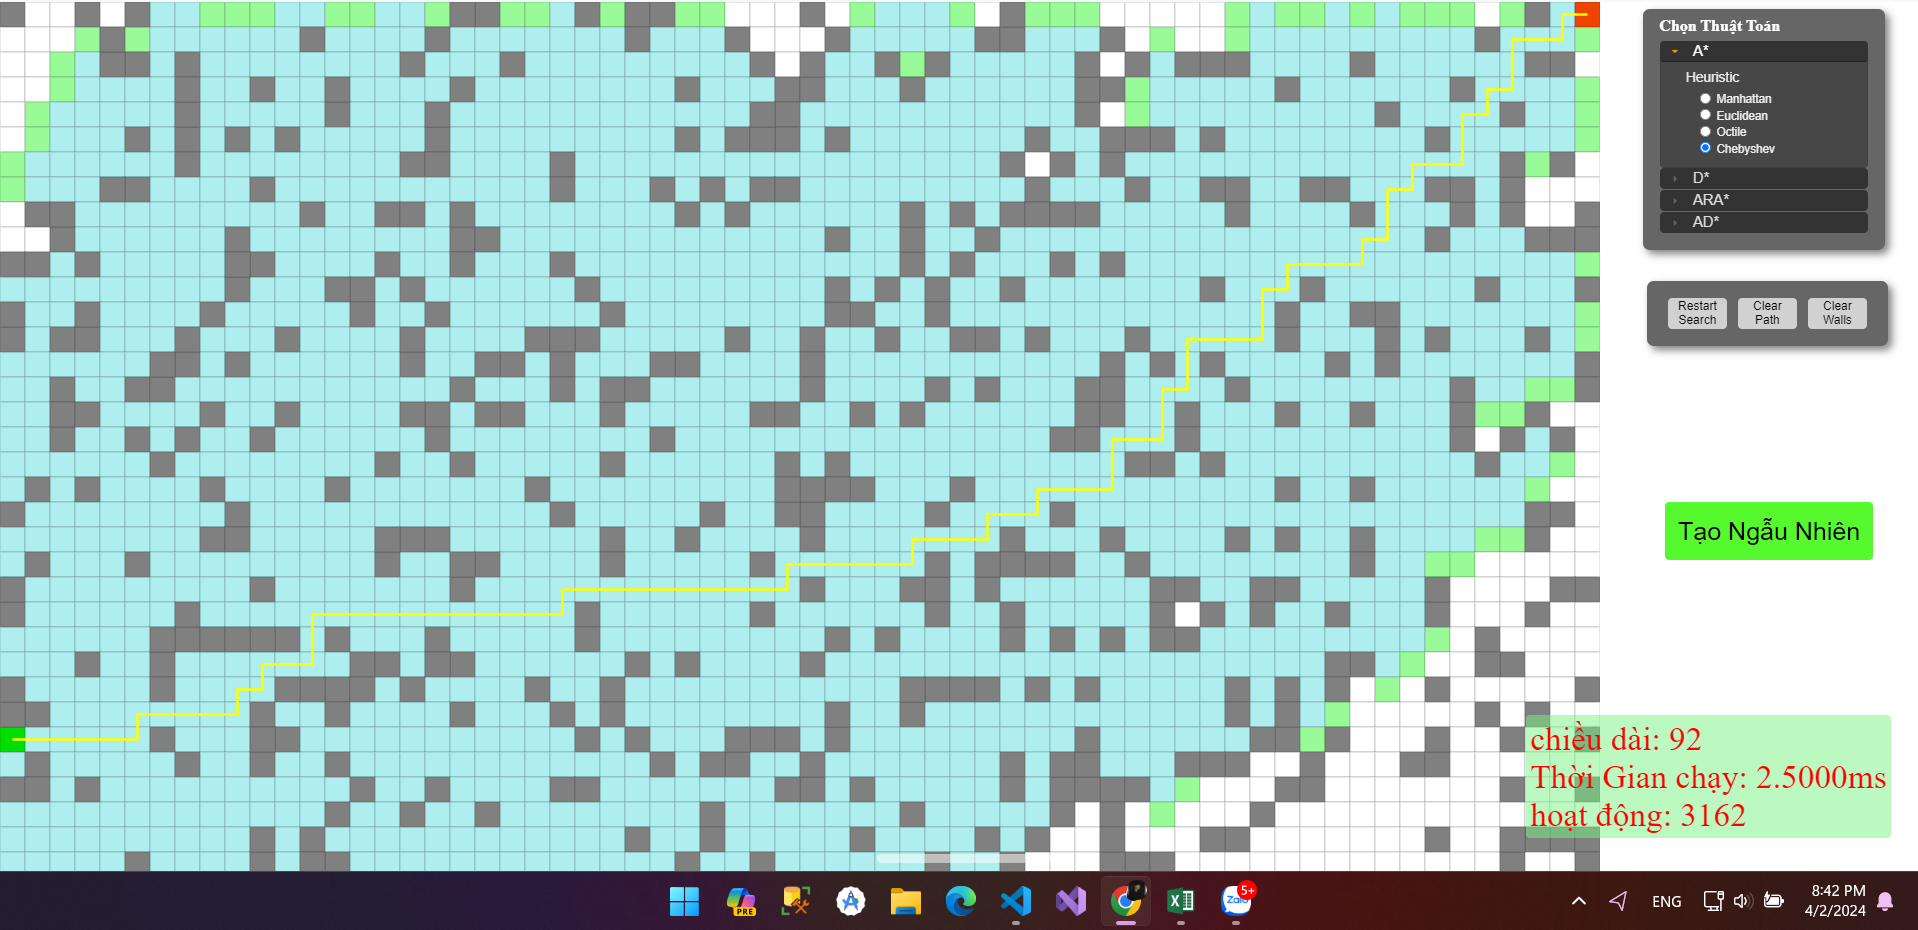 Chọn Thuật Toán
A*
Heuristic
Manhattan
Euclidean
Octile
Chebyshev
D*
ARA*
AD*
Restart
Search
Clear
Path
Clear
Walls
Tạo Ngẫu Nhiên
chiều dài: 92
Thời Gian chạy: 2.5000ms
hoạt động: 3162
PRE
Zalo
5+
ENG
8:42 PM
4/2/2024